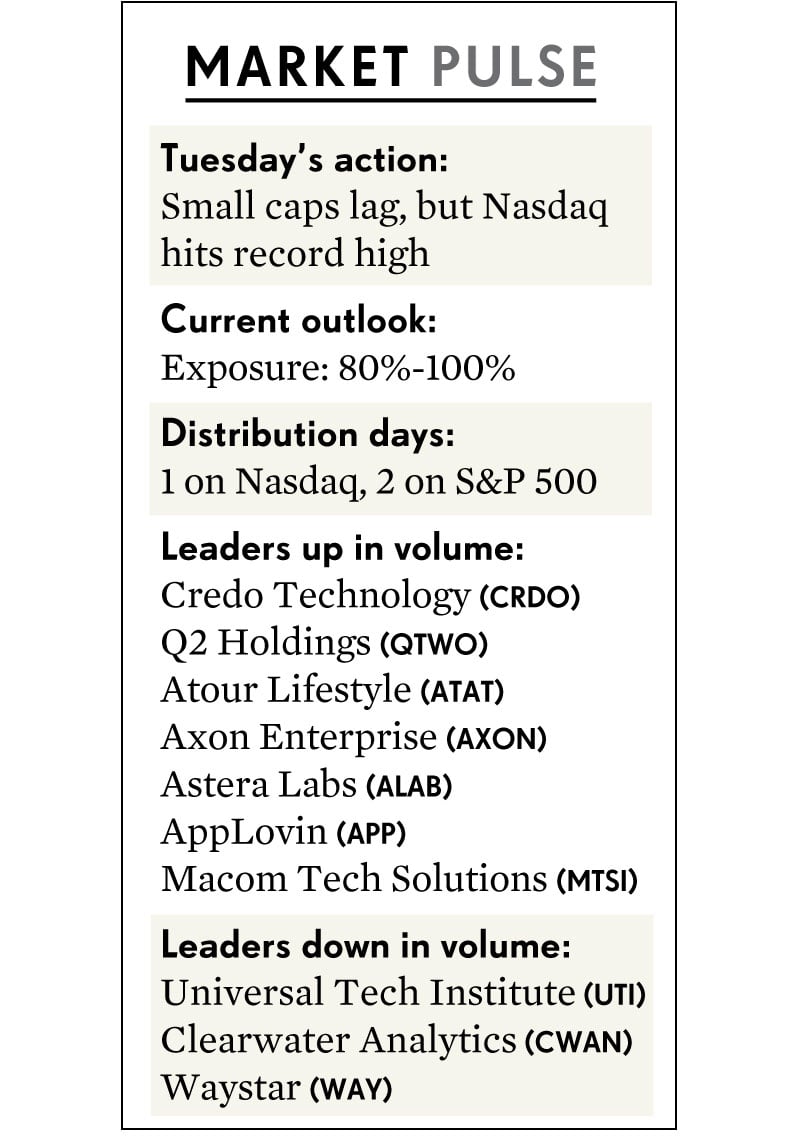 MARKET PULSE
Tuesday's action:
Small caps lag, but Nasdaq
hits record high
Current outlook:
Exposure: 80%-100%
Distribution days:
1 on Nasdaq, 2 on S&P 500
Leaders up in volume:
Credo Technology (CRDO)
Q2 Holdings (QTWO)
Atour Lifestyle (ATAT)
Axon Enterprise (AXON)
Astera Labs (ALAB)
AppLovin (APP)
Macom Tech Solutions (MTSI)
Leaders down in volume:
Universal Tech Institute (UTI)
Clearwater Analytics (CWAN)
Waystar (WAY)